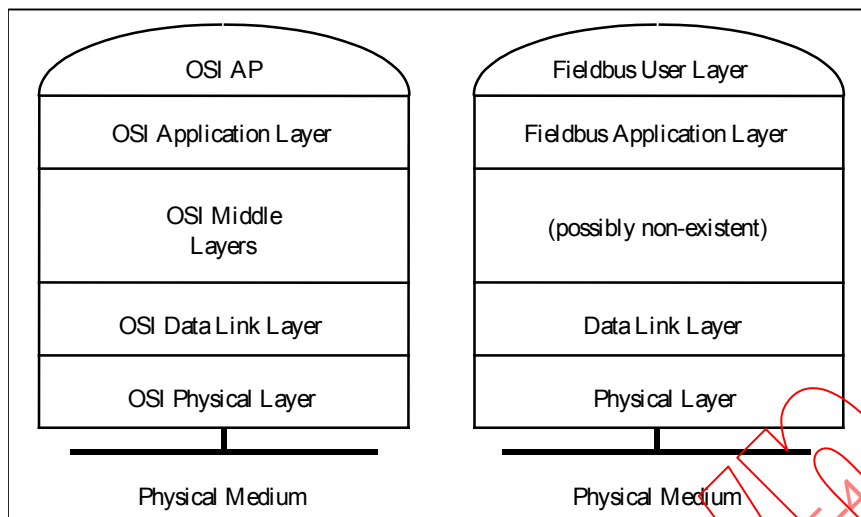 OSI AP
OSI Application Layer
OSI Middle
Layers
OSI Data Link Layer
OSI Physical Layer
Physical Medium
Fieldbus User Layer
Fieldbus Application Layer
(possibly non-existent)
Data Link Layer
Physical Layer
Physical Medium